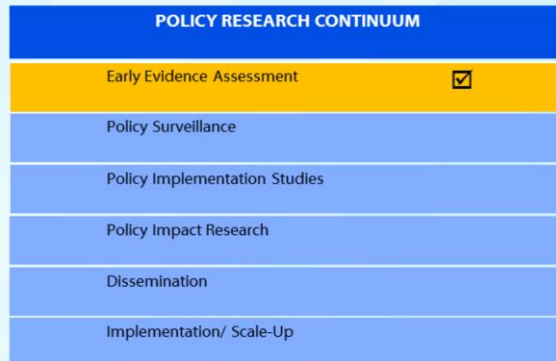 POLICY RESEARCH CONTINUUM
Early Evidence Assessment ☑
Policy Surveillance
Policy Implementation Studies
Policy Impact Research
Dissemination
Implementation/ Scale-Up